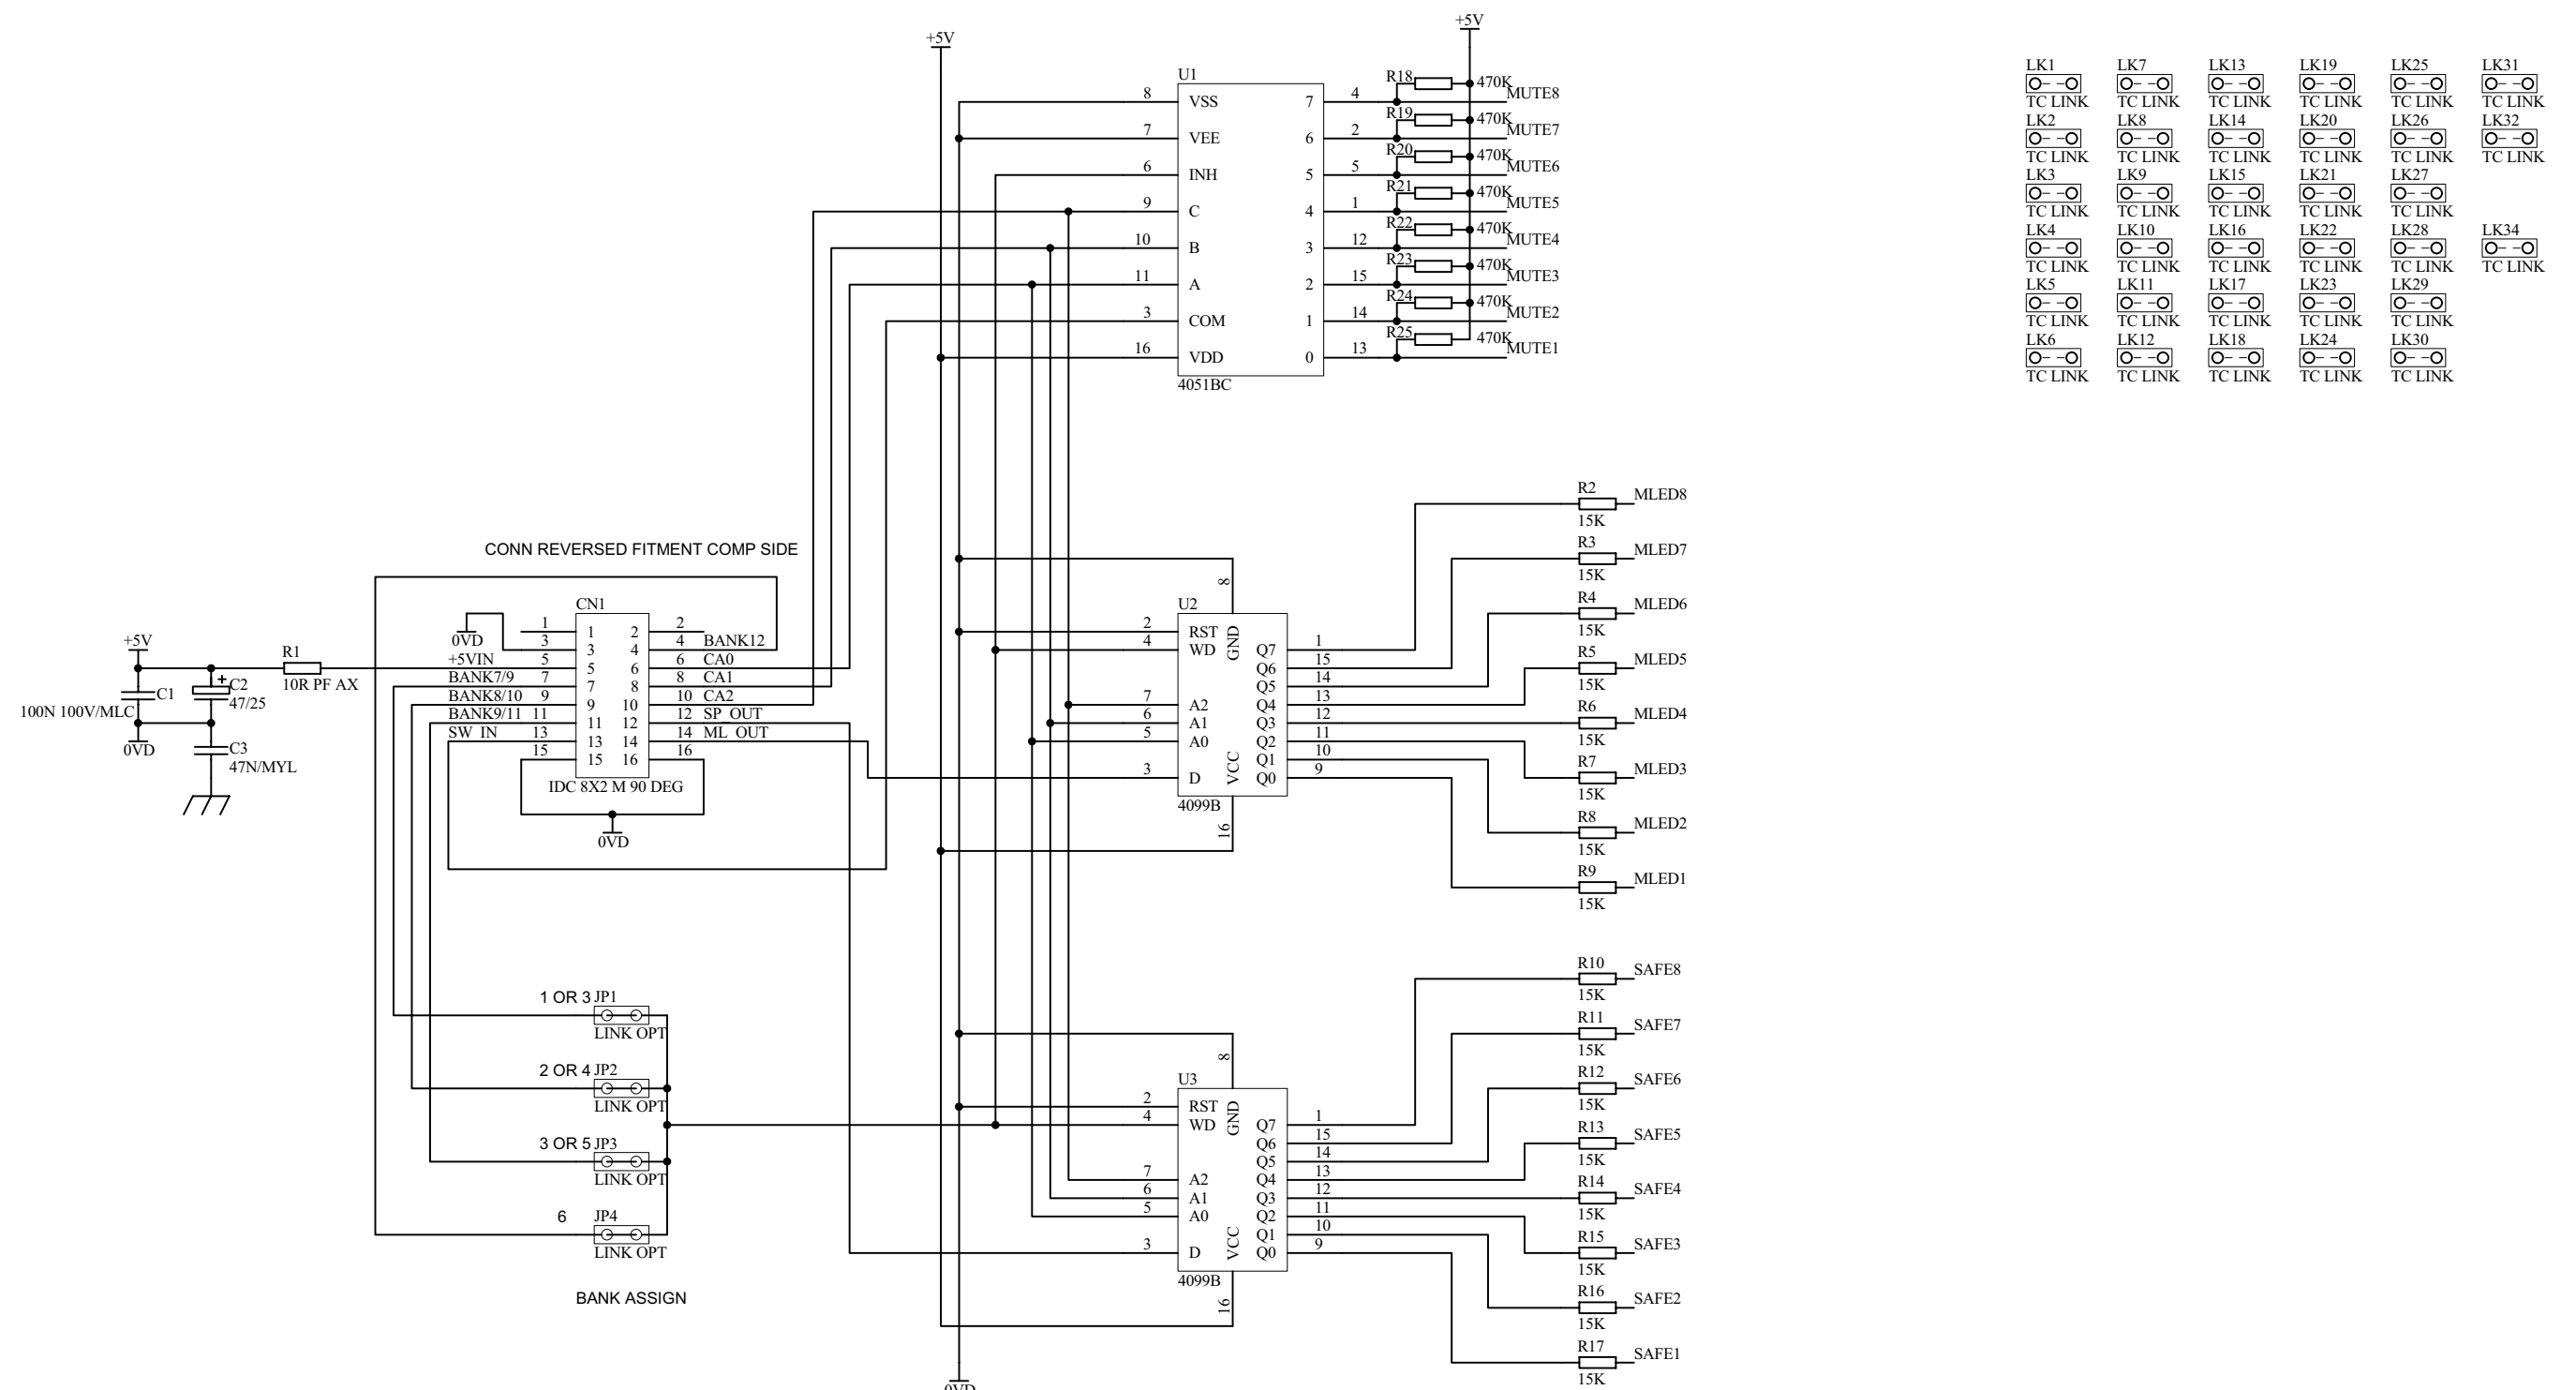 +5V
+5V
U1
8 VSS 7 4 R18 470K MUTE8
7 VEE 6 2 R19 470K MUTE7
6 INH 5 5 R20 470K MUTE6
9 C 4 1 R21 470K MUTE5
10 B 3 12 R22 470K MUTE4
11 A 2 15 R23 470K MUTE3
3 COM 1 14 R24 470K MUTE2
16 VDD 0 13 R25 470K MUTE1
4051BC
LK1 LK7 LK13 LK19 LK25 LK31
TC LINK TC LINK TC LINK TC LINK TC LINK TC LINK
LK2 LK8 LK14 LK20 LK26 LK32
TC LINK TC LINK TC LINK TC LINK TC LINK TC LINK
LK3 LK9 LK15 LK21 LK27
TC LINK TC LINK TC LINK TC LINK TC LINK
LK4 LK10 LK16 LK22 LK28 LK34
TC LINK TC LINK TC LINK TC LINK TC LINK TC LINK
LK5 LK11 LK17 LK23 LK29
TC LINK TC LINK TC LINK TC LINK TC LINK
LK6 LK12 LK18 LK24 LK30
TC LINK TC LINK TC LINK TC LINK TC LINK
CONN REVERSED FITMENT COMP SIDE
CN1
1 1 2 2
0VD 3 3 4 4 BANK12
+5VIN 5 5 6 6 CA0
BANK7/9 7 7 8 8 CA1
BANK8/10 9 9 10 10 CA2
BANK9/11 11 11 12 12 SP_OUT
SW IN 13 13 14 14 ML_OUT
15 15 16 16
IDC 8X2 M 90 DEG
0VD
+5V
R1
10R PF AX
C1
100N 100V/MLC
+
C2
47/25
0VD
C3
47N/MYL
U2
8
2 RST GND
4 WD Q7 1
Q6 15
Q5 14
7 A2 Q4 13
6 A1 Q3 12
5 A0 Q2 11
VCC Q1 10
3 D Q0 9
4099B
16
R2 MLED8
15K
R3 MLED7
15K
R4 MLED6
15K
R5 MLED5
15K
R6 MLED4
15K
R7 MLED3
15K
R8 MLED2
15K
R9 MLED1
15K
1 OR 3 JP1
LINK OPT
2 OR 4 JP2
LINK OPT
3 OR 5 JP3
LINK OPT
6 JP4
LINK OPT
BANK ASSIGN
U3
8
2 RST GND
4 WD Q7 1
Q6 15
Q5 14
7 A2 Q4 13
6 A1 Q3 12
5 A0 Q2 11
VCC Q1 10
3 D Q0 9
4099B
16
R10 SAFE8
15K
R11 SAFE7
15K
R12 SAFE6
15K
R13 SAFE5
15K
R14 SAFE4
15K
R15 SAFE3
15K
R16 SAFE2
15K
R17 SAFE1
15K
0VD